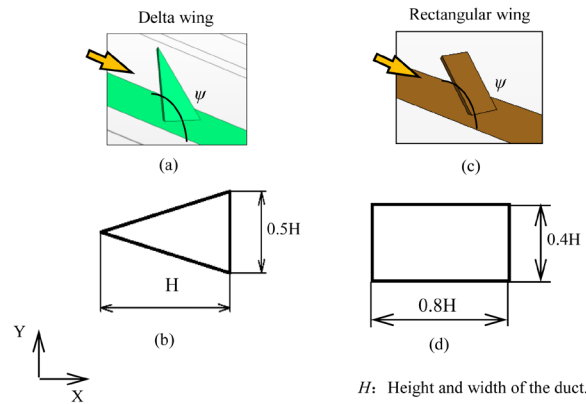 Delta wing
Rectangular wing
ψ
ψ
(a)
(c)
0.5H
0.4H
H
0.8H
(b)
(d)
Y
X
H: Height and width of the duct.